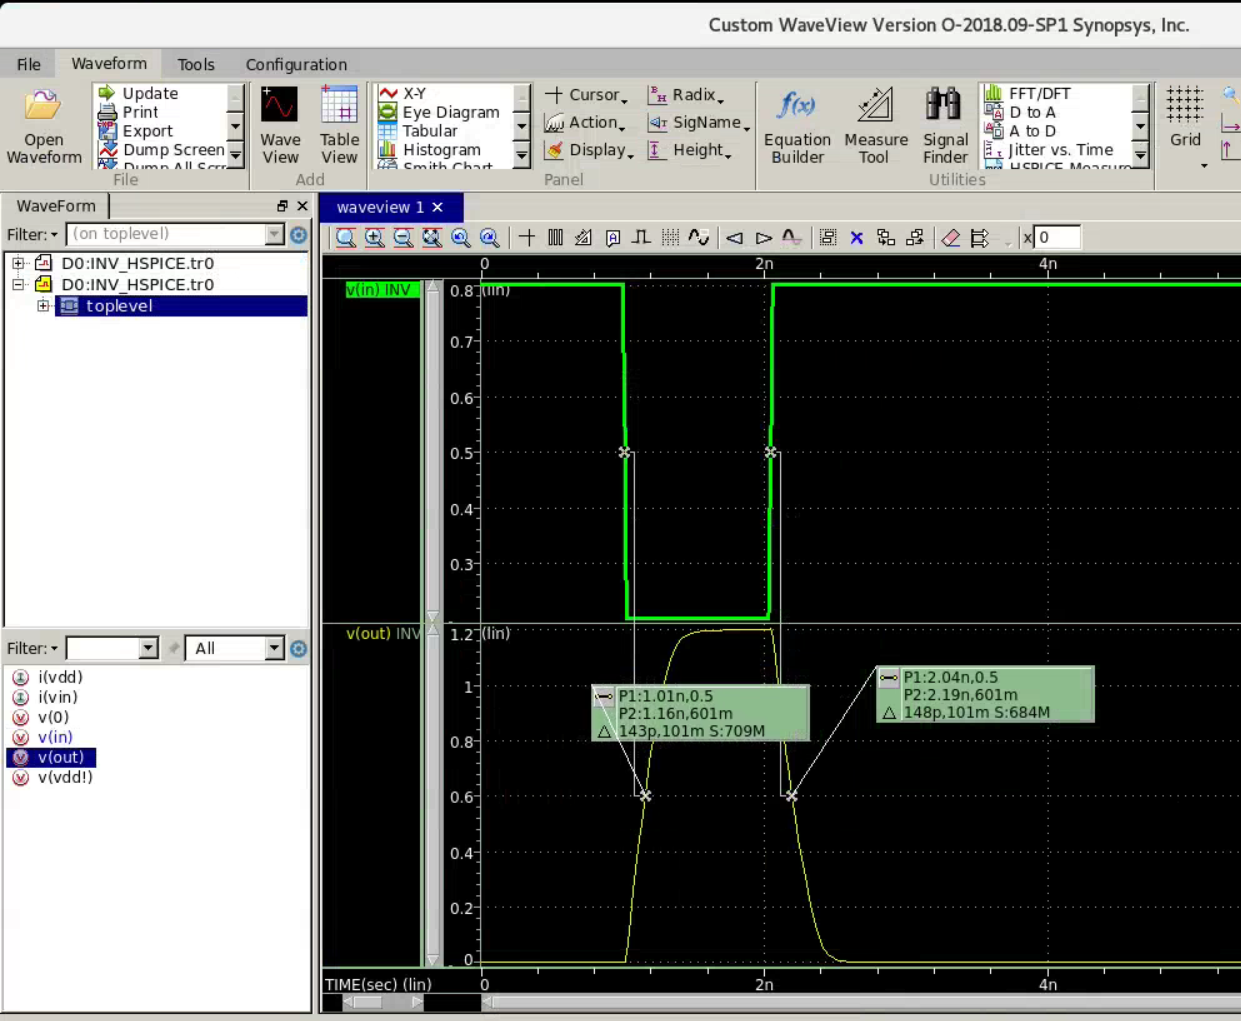 Custom WaveView Version O-2018.09-SP1 Synopsys, Inc.
File Waveform Tools Configuration
Open Waveform
Update
Print
Export
Dump Screen
Dump All Scr
File
Wave View
Table View
Add
X-Y
Eye Diagram
Tabular
Histogram
Smith Chart
Cursor
Action
Display
Radix
SigName
Height
Panel
Equation Builder
Measure Tool
Signal Finder
FFT/DFT
D to A
A to D
Jitter vs. Time
HSPICE Measure
Utilities
Grid
WaveForm
Filter: (on toplevel)
D0:INV_HSPICE.tr0
D0:INV_HSPICE.tr0
toplevel
Filter: All
i(vdd)
i(vin)
v(0)
v(in)
v(out)
v(vdd!)
waveview 1
x 0
0 2n 4n
v(in) INV
0.8 (lin)
0.7
0.6
0.5
0.4
0.3
v(out) INV
1.2 (lin)
1
0.8
0.6
0.4
0.2
0
P1:1.01n,0.5
P2:1.16n,601m
143p,101m S:709M
P1:2.04n,0.5
P2:2.19n,601m
148p,101m S:684M
TIME(sec) (lin) 0 2n 4n